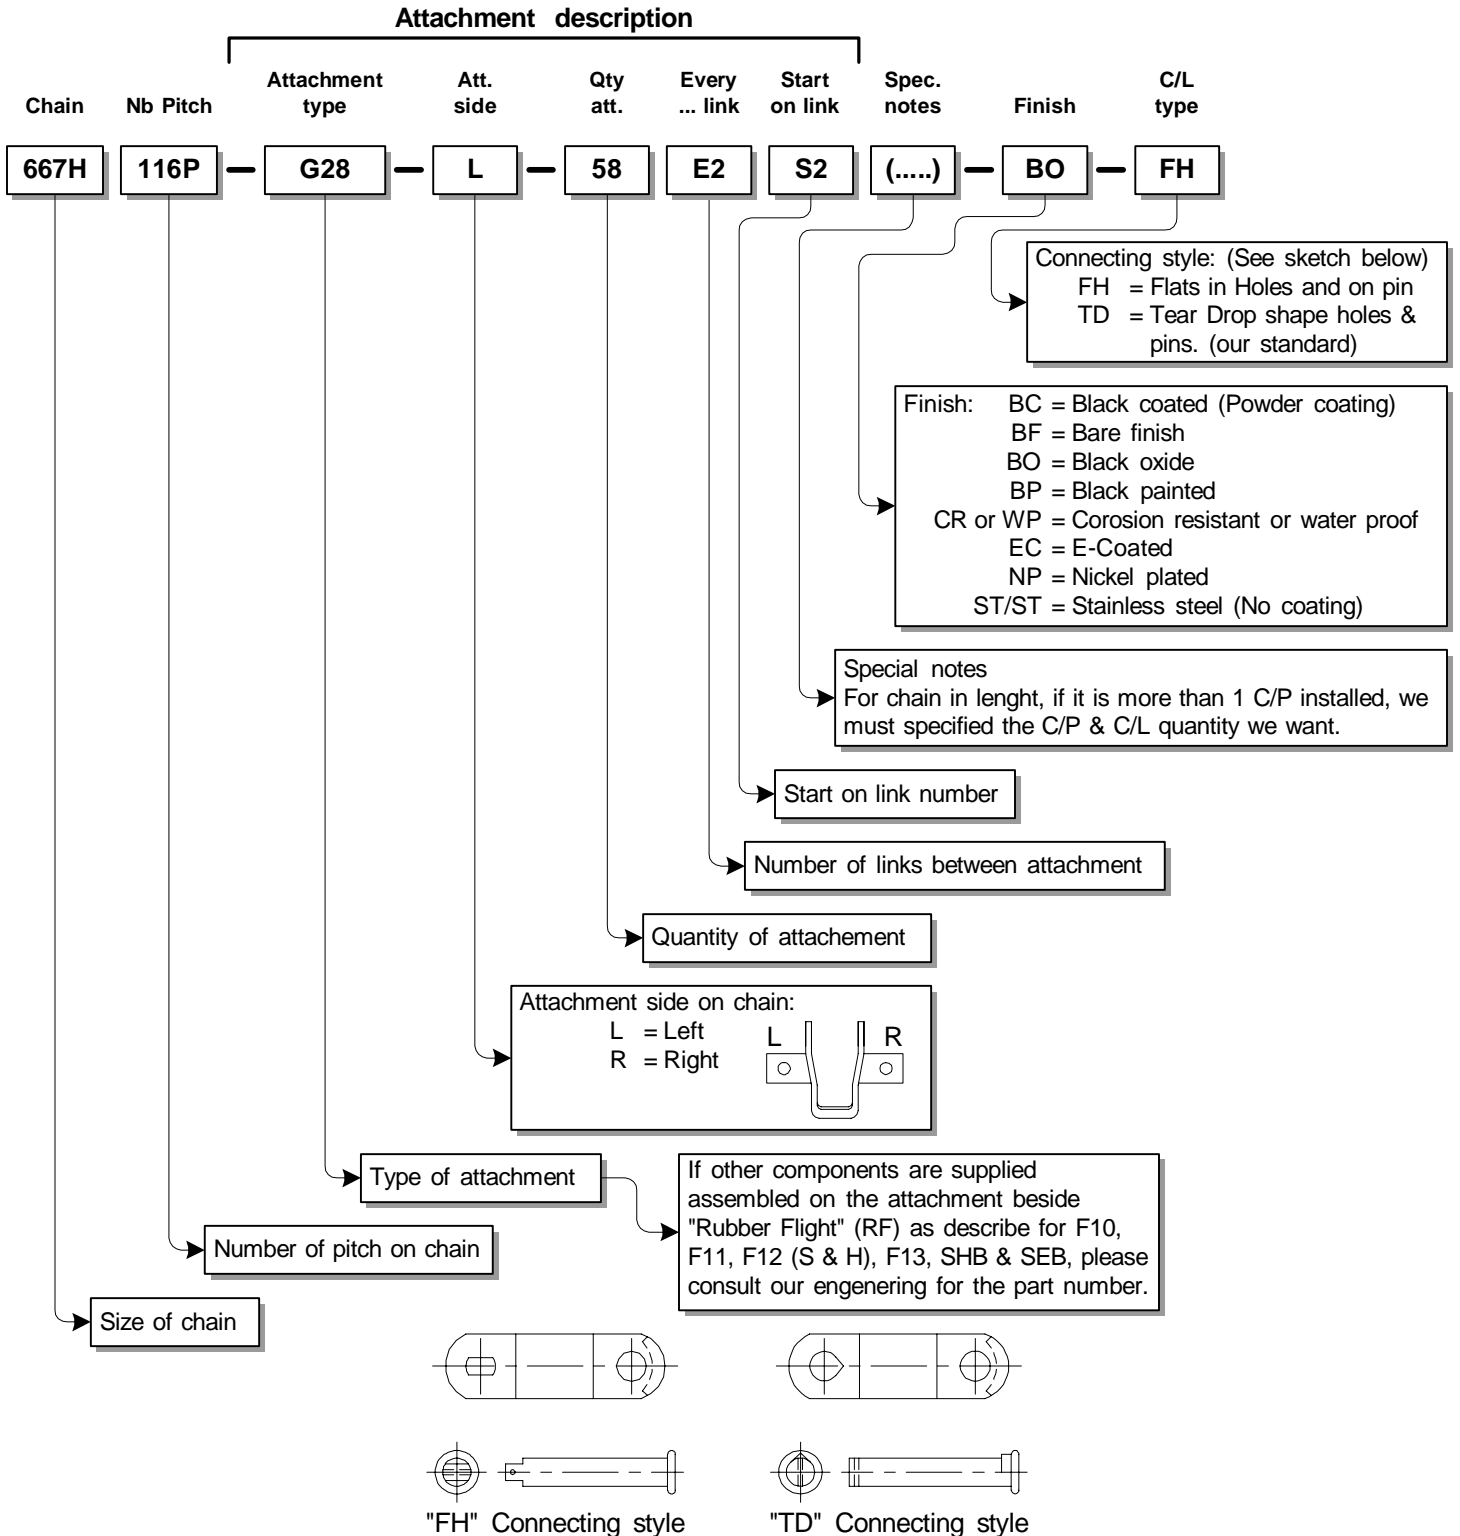 Attachment description
Chain
Nb Pitch
Attachment
type
Att.
side
Qty
att.
Every
... link
Start
on link
Spec.
notes
Finish
C/L
type
667H 116P – G28 – L – 58 E2 S2 (.....) – BO – FH
Connecting style: (See sketch below)
FH = Flats in Holes and on pin
TD = Tear Drop shape holes &
pins. (our standard)
Finish: BC = Black coated (Powder coating)
BF = Bare finish
BO = Black oxide
BP = Black painted
CR or WP = Corosion resistant or water proof
EC = E-Coated
NP = Nickel plated
ST/ST = Stainless steel (No coating)
Special notes
For chain in lenght, if it is more than 1 C/P installed, we
must specified the C/P & C/L quantity we want.
Start on link number
Number of links between attachment
Quantity of attachement
Attachment side on chain:
L = Left
R = Right
L R
Type of attachment
If other components are supplied
assembled on the attachment beside
"Rubber Flight" (RF) as describe for F10,
F11, F12 (S & H), F13, SHB & SEB, please
consult our engenering for the part number.
Number of pitch on chain
Size of chain
"FH" Connecting style
"TD" Connecting style